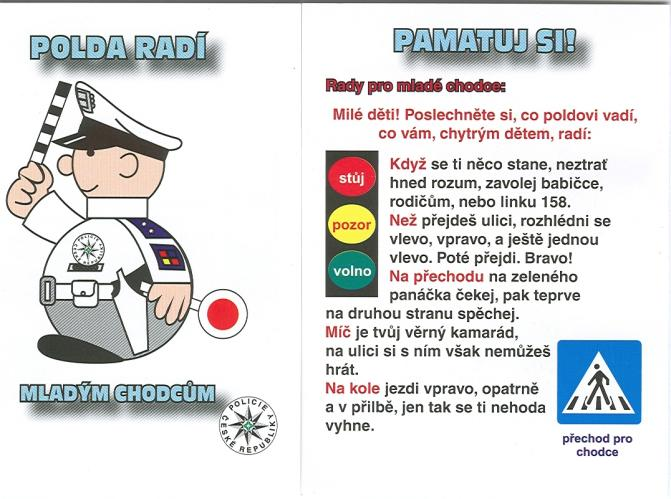 POLDA RADÍ
POLICIE ČESKÉ REPUBLIKY
MLADÝM CHODCŮM
POLICIE
ČESKÉ REPUBLIKY
PAMATUJ SI!
Rady pro mladé chodce:
Milé děti! Poslechněte si, co poldovi vadí,
co vám, chytrým dětem, radí:
stůj
pozor
volno
Když se ti něco stane, neztrať
hned rozum, zavolej babičce,
rodičům, nebo linku 158.
Než přejdeš ulici, rozhlédni se
vlevo, vpravo, a ještě jednou
vlevo. Poté přejdi. Bravo!
Na přechodu na zeleného
panáčka čekej, pak teprve
na druhou stranu spěchej.
Míč je tvůj věrný kamarád,
na ulici si s ním však nemůžeš
hrát.
Na kole jezdi vpravo, opatrně
a v přilbě, jen tak se ti nehoda
vyhne.
přechod pro
chodce